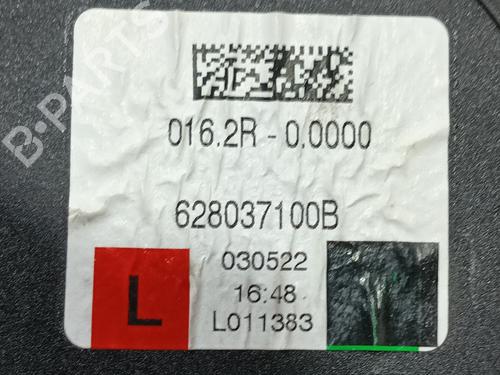 B-PARTS
016.2R - 0.0000
628037100B
030522
16:48
L011383
L